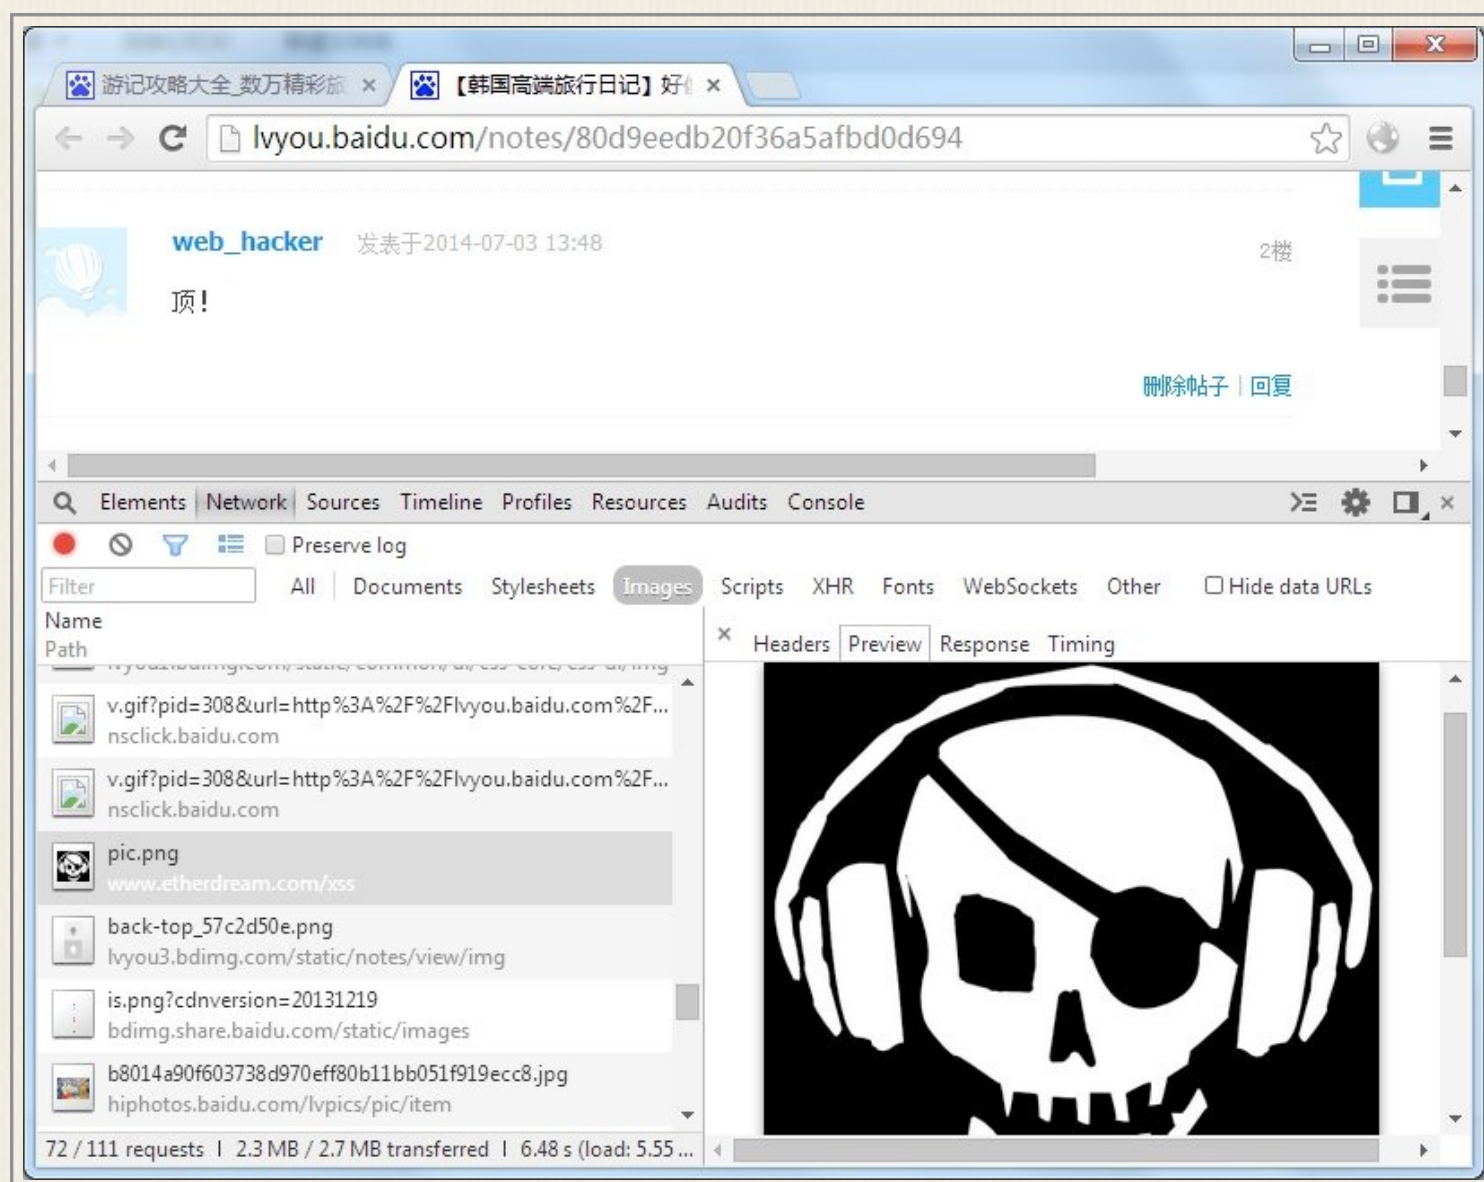 游记攻略大全_数万精彩旅
【韩国高端旅行日记】好
lvyou.baidu.com/notes/80d9eedb20f36a5afbd0d694
web_hacker 发表于2014-07-03 13:48
2楼
顶!
删除帖子 | 回复
Elements Network Sources Timeline Profiles Resources Audits Console
Preserve log
Filter All Documents Stylesheets Images Scripts XHR Fonts WebSockets Other Hide data URLs
Name
Path
Headers Preview Response Timing
v.gif?pid=308&url=http%3A%2F%2Flvyou.baidu.com%2F...
nsclick.baidu.com
v.gif?pid=308&url=http%3A%2F%2Flvyou.baidu.com%2F...
nsclick.baidu.com
pic.png
www.etherdream.com/xss
back-top_57c2d50e.png
lvyou3.bdimg.com/static/notes/view/img
is.png?cdnversion=20131219
bdimg.share.baidu.com/static/images
b8014a90f603738d970eff80b11bb051f919ecc8.jpg
hiphotos.baidu.com/lvpics/pic/item
72 / 111 requests | 2.3 MB / 2.7 MB transferred | 6.48 s (load: 5.55 ...